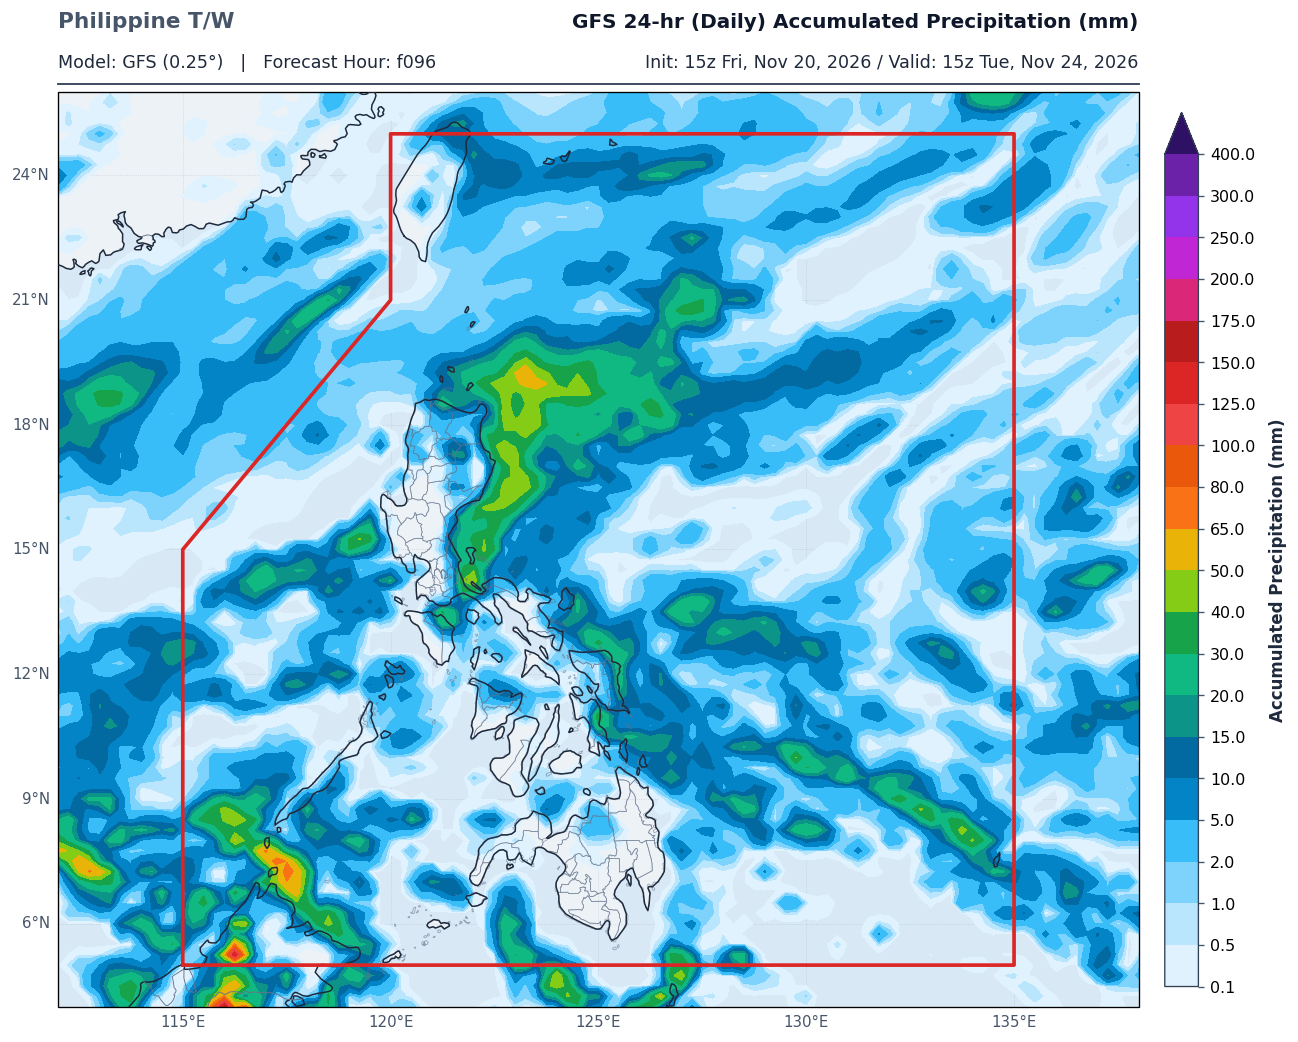 Philippine T/W
GFS 24-hr (Daily) Accumulated Precipitation (mm)
Model: GFS (0.25°)   |   Forecast Hour: f096
Init: 15z Fri, Nov 20, 2026 / Valid: 15z Tue, Nov 24, 2026
24°N
21°N
18°N
15°N
12°N
9°N
6°N
115°E
120°E
125°E
130°E
135°E
400.0
300.0
250.0
200.0
175.0
150.0
125.0
100.0
80.0
65.0
50.0
40.0
30.0
20.0
15.0
10.0
5.0
2.0
1.0
0.5
0.1
Accumulated Precipitation (mm)